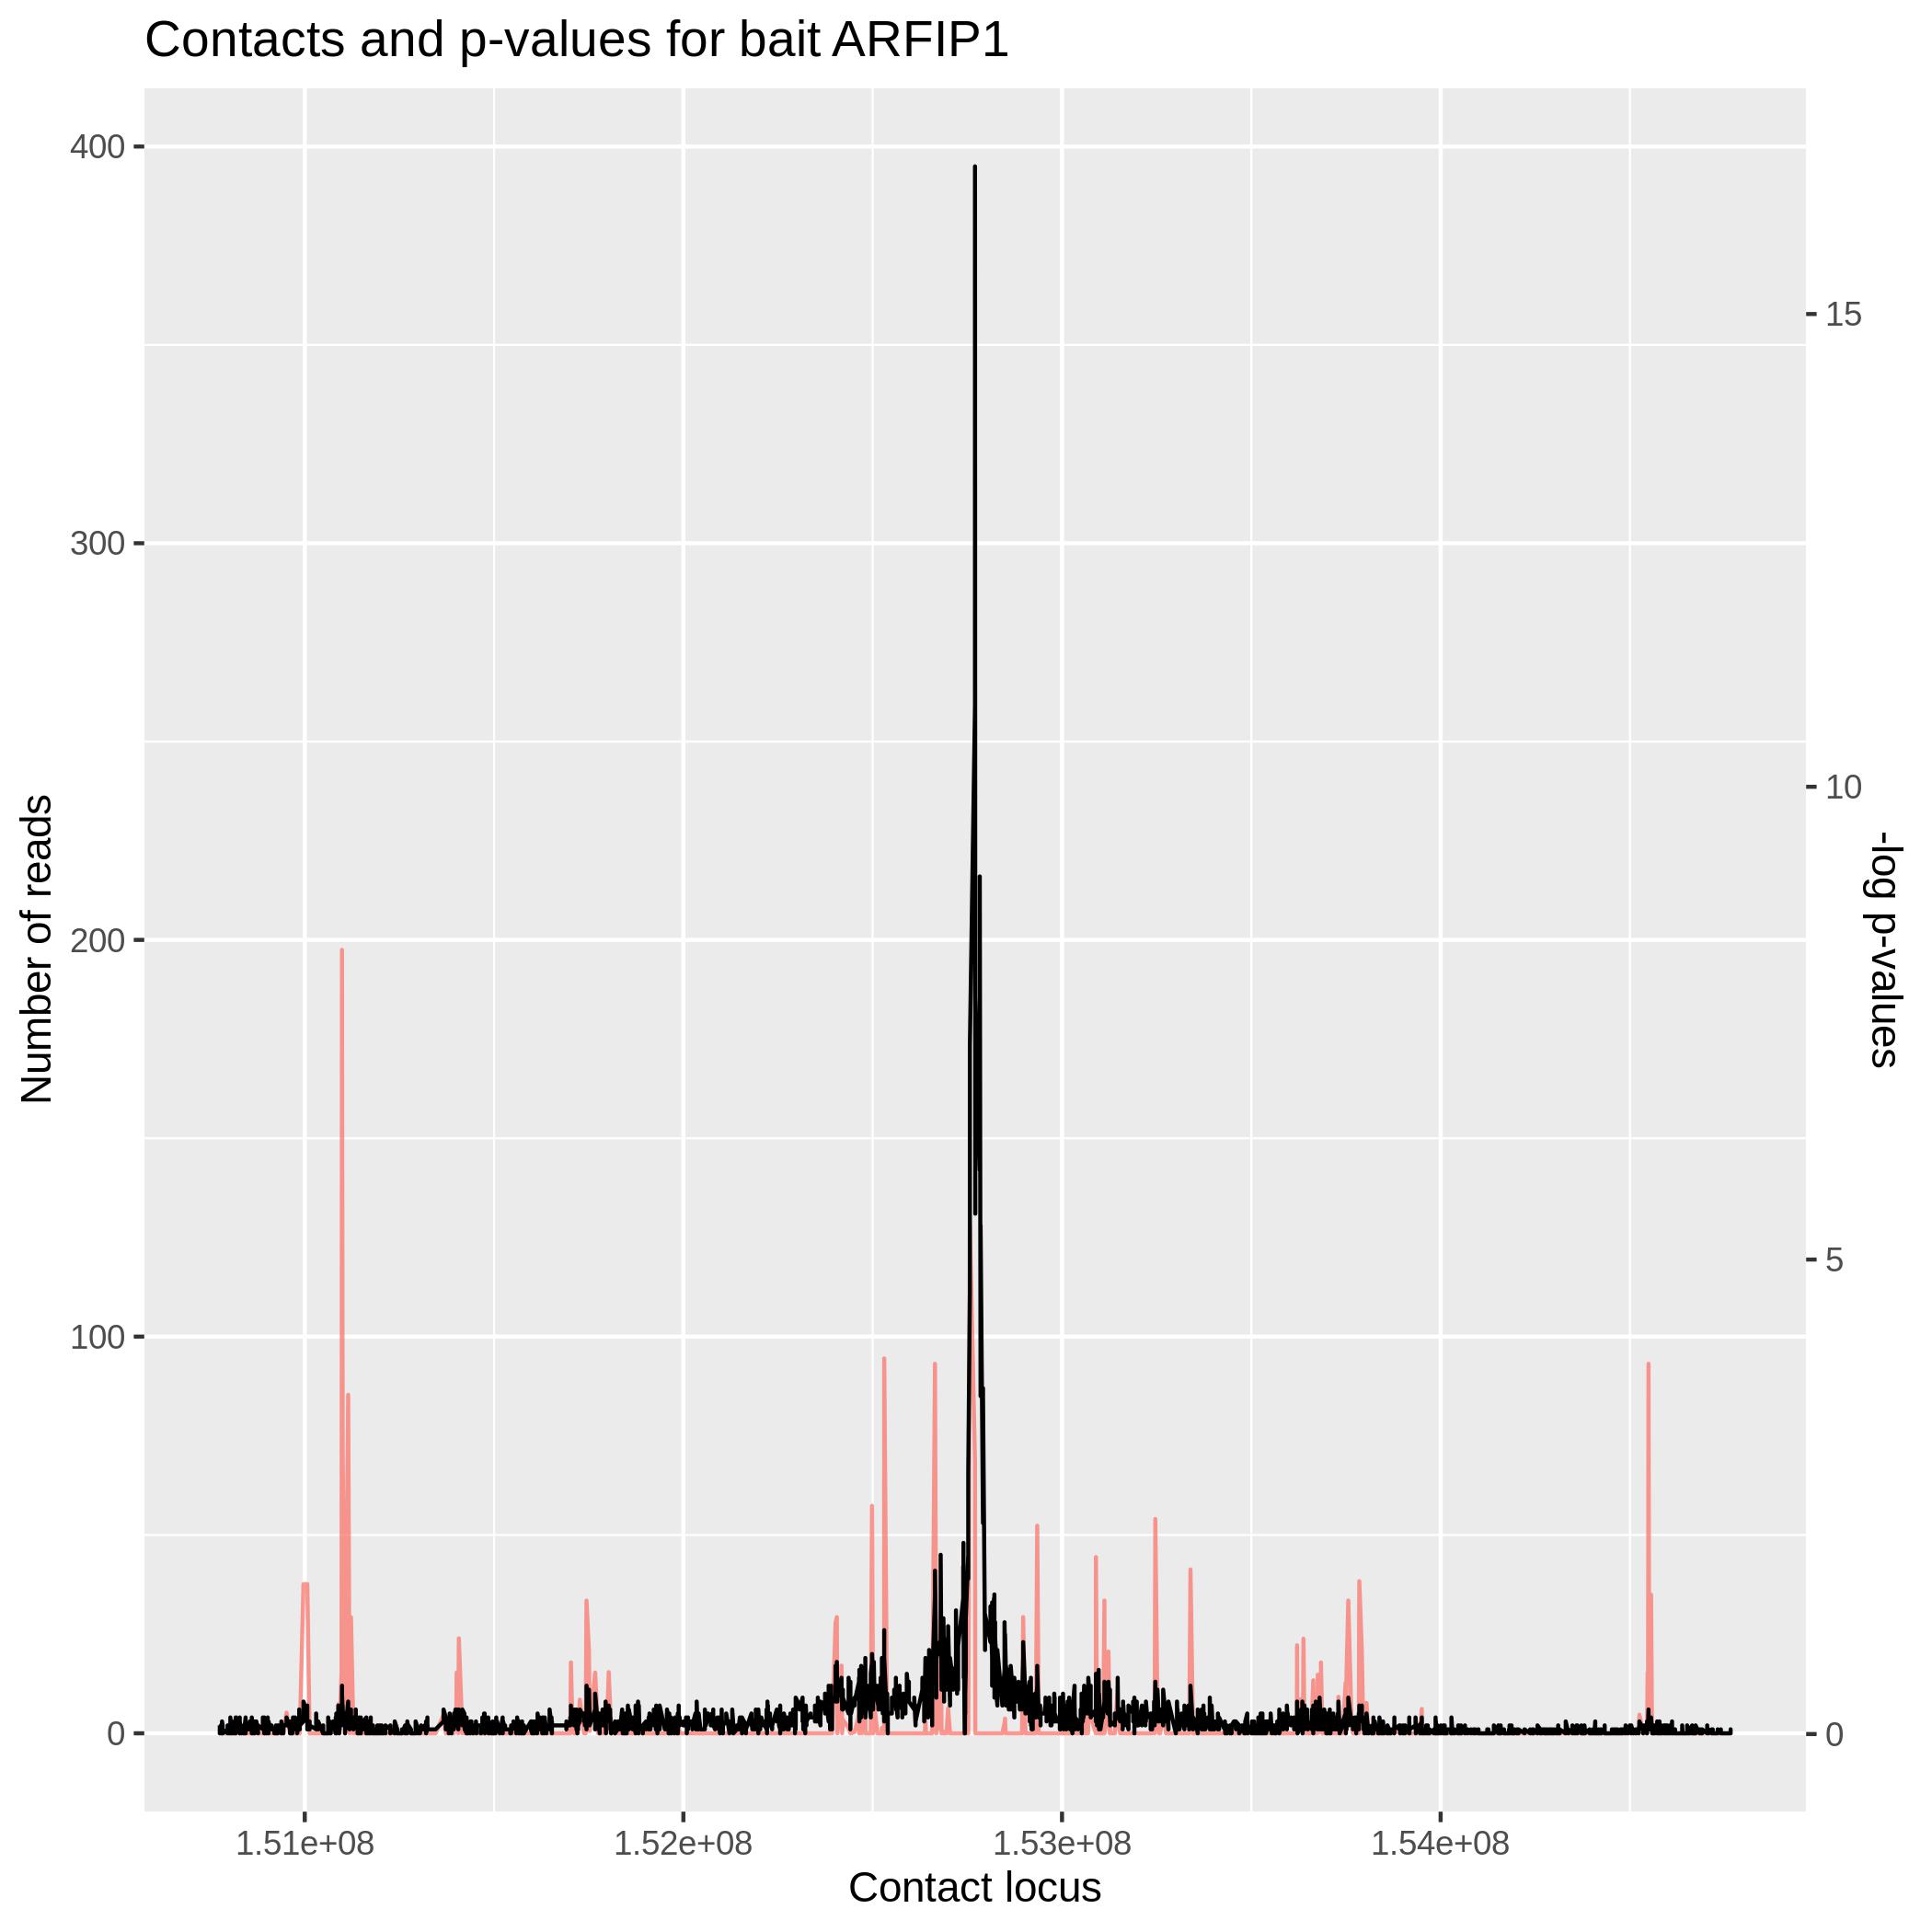 Contacts and p-values for bait ARFIP1
400
300
200
100
0
Number of reads
15
10
5
0
-log p-values
1.51e+08 1.52e+08 1.53e+08 1.54e+08
Contact locus